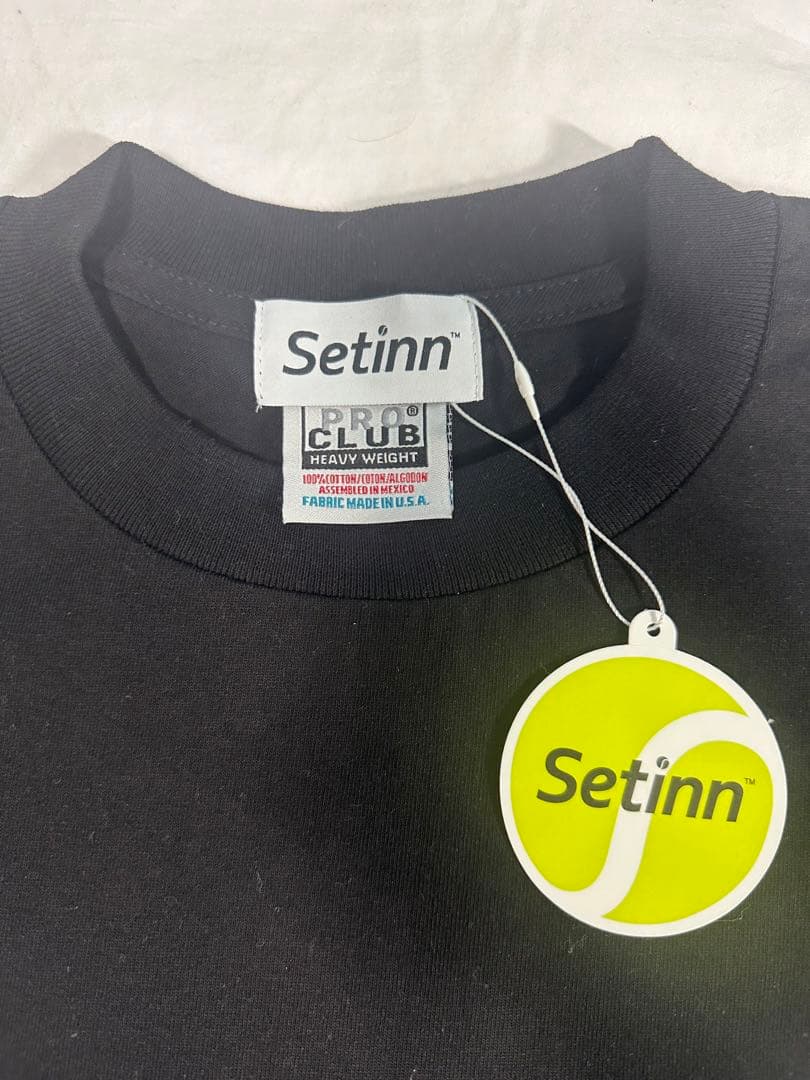 Setinn™
PRO®
CLUB
HEAVY WEIGHT
100%COTTON/COTON/ALGODON
ASSEMBLED IN MEXICO
FABRIC MADE IN U.S.A.
Setinn™